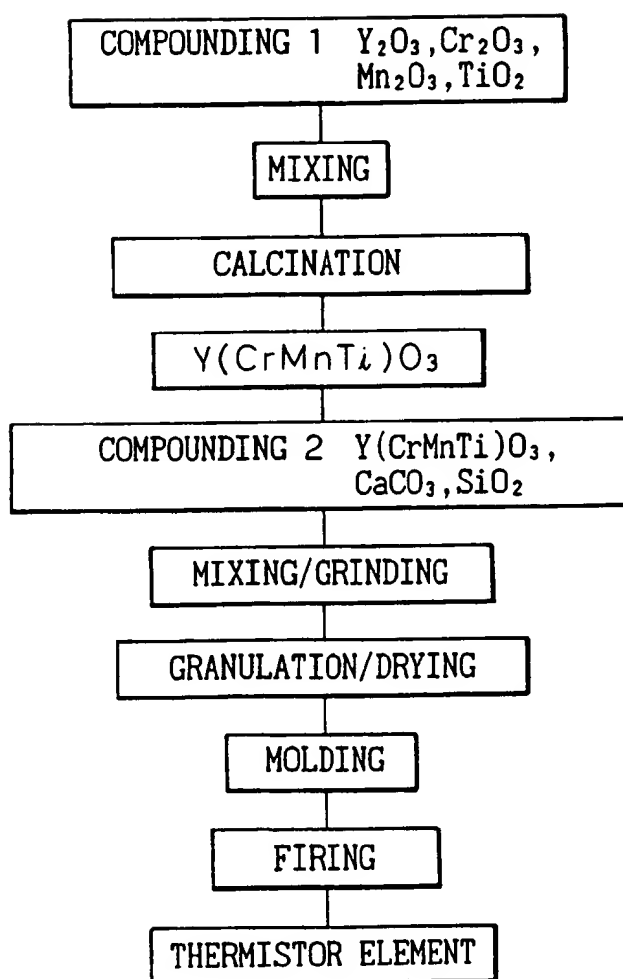 COMPOUNDING 1 Y₂O₃,Cr₂O₃,
Mn₂O₃,TiO₂
MIXING
CALCINATION
Y(CrMnTi)O₃
COMPOUNDING 2 Y(CrMnTi)O₃,
CaCO₃,SiO₂
MIXING/GRINDING
GRANULATION/DRYING
MOLDING
FIRING
THERMISTOR ELEMENT